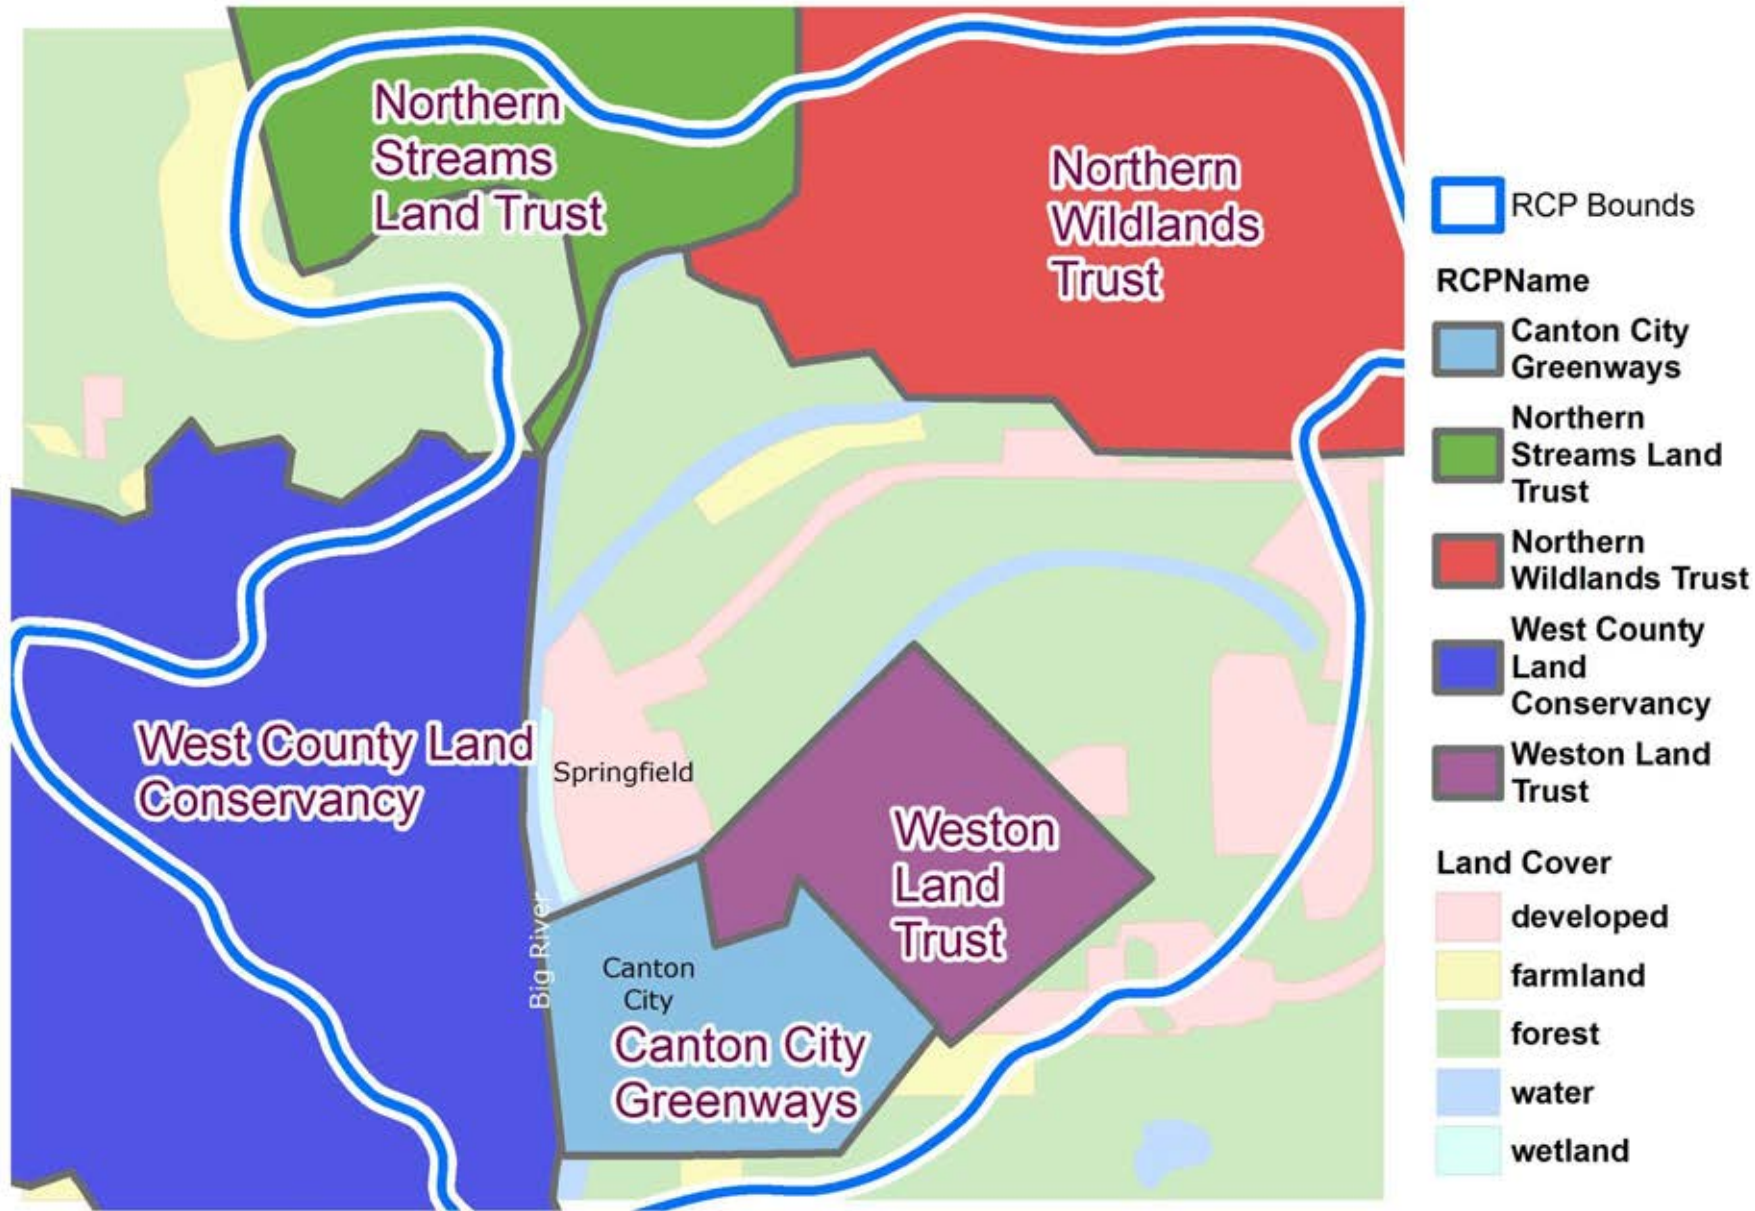 Northern
Streams
Land Trust
Northern
Wildlands
Trust
West County Land
Conservancy
Springfield
Weston
Land
Trust
Big River
Canton
City
Canton City
Greenways
RCP Bounds
RCPName
Canton City
Greenways
Northern
Streams Land
Trust
Northern
Wildlands Trust
West County
Land
Conservancy
Weston Land
Trust
Land Cover
developed
farmland
forest
water
wetland